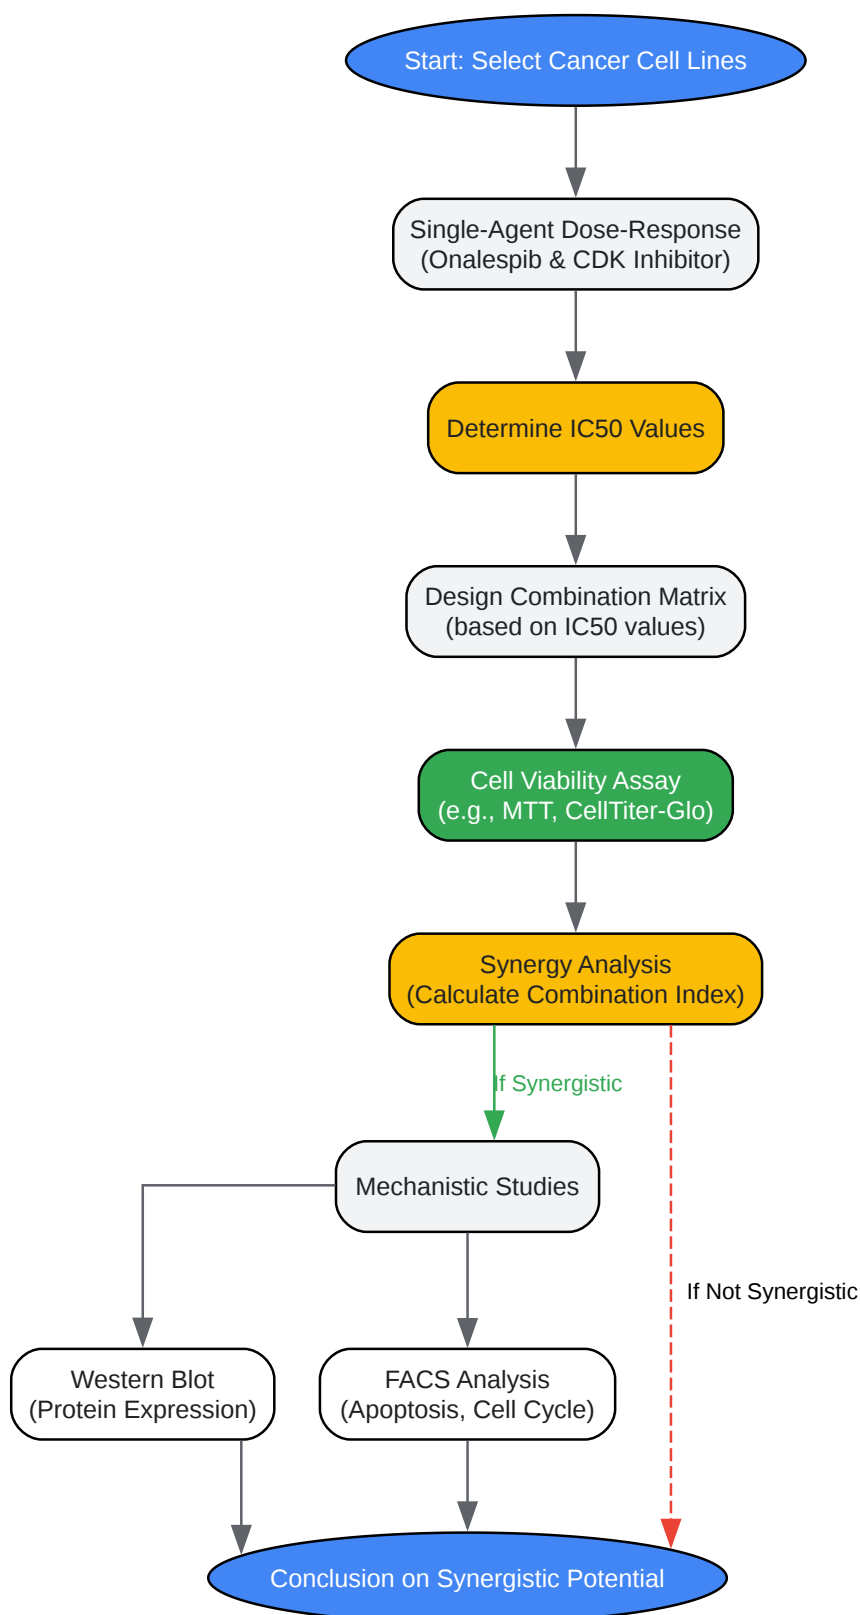 Start: Select Cancer Cell Lines
Single-Agent Dose-Response
(Onalespib & CDK Inhibitor)
Determine IC50 Values
Design Combination Matrix
(based on IC50 values)
Cell Viability Assay
(e.g., MTT, CellTiter-Glo)
Synergy Analysis
(Calculate Combination Index)
If Synergistic
Mechanistic Studies
If Not Synergistic
Western Blot
(Protein Expression)
FACS Analysis
(Apoptosis, Cell Cycle)
Conclusion on Synergistic Potential